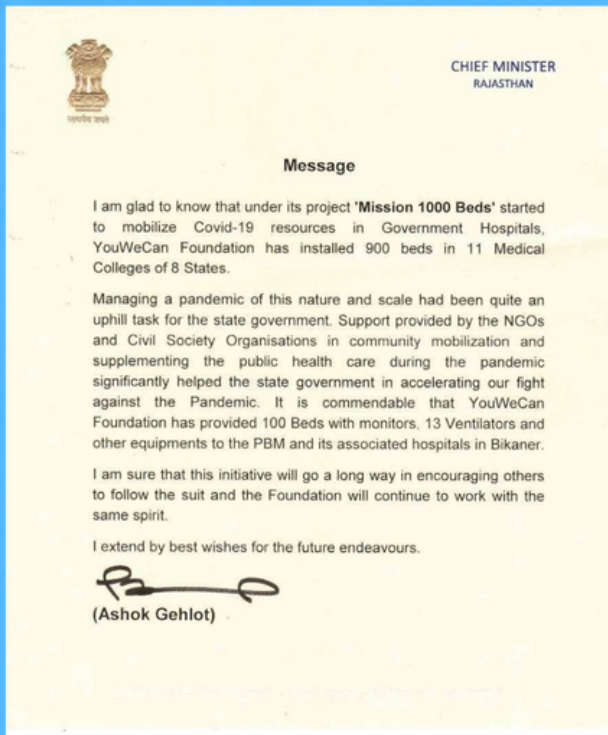 सत्यमेव जयते
CHIEF MINISTER
RAJASTHAN
Message
I am glad to know that under its project 'Mission 1000 Beds' started
to mobilize Covid-19 resources in Government Hospitals,
YouWeCan Foundation has installed 900 beds in 11 Medical
Colleges of 8 States.
Managing a pandemic of this nature and scale had been quite an
uphill task for the state government. Support provided by the NGOs
and Civil Society Organisations in community mobilization and
supplementing the public health care during the pandemic
significantly helped the state government in accelerating our fight
against the Pandemic. It is commendable that YouWeCan
Foundation has provided 100 Beds with monitors, 13 Ventilators and
other equipments to the PBM and its associated hospitals in Bikaner.
I am sure that this initiative will go a long way in encouraging others
to follow the suit and the Foundation will continue to work with the
same spirit.
I extend by best wishes for the future endeavours.
(Ashok Gehlot)